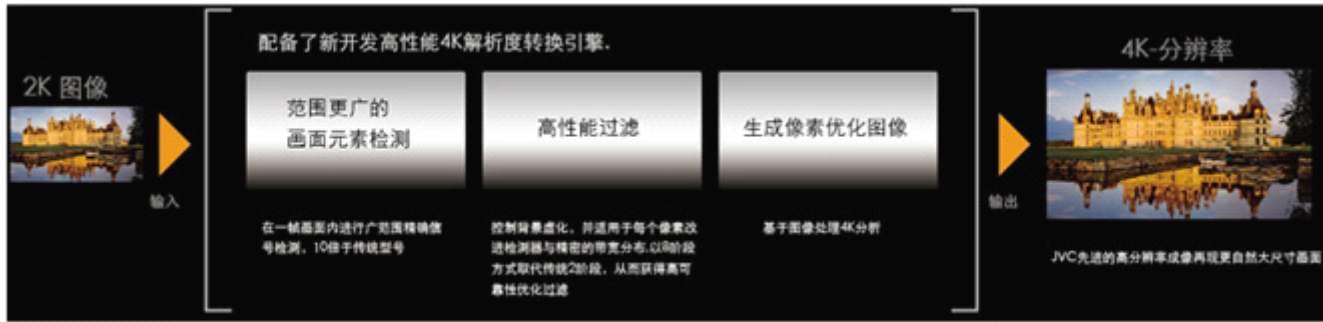 配备了新开发高性能4K解析度转换引擎.
2K 图像
输入
范围更广的
画面元素检测
在一帧画面内进行广范围精确信
号检测，10倍于传统型号
高性能过滤
控制背景虚化，并适用于每个像素改
进检测器与精密的带宽分布.以8阶段
方式取代传统2阶段，从而获得高可
靠性优化过滤
生成像素优化图像
基于图像处理4K分析
4K-分辨率
输出
JVC先进的高分辨率成像再现更自然大尺寸画面